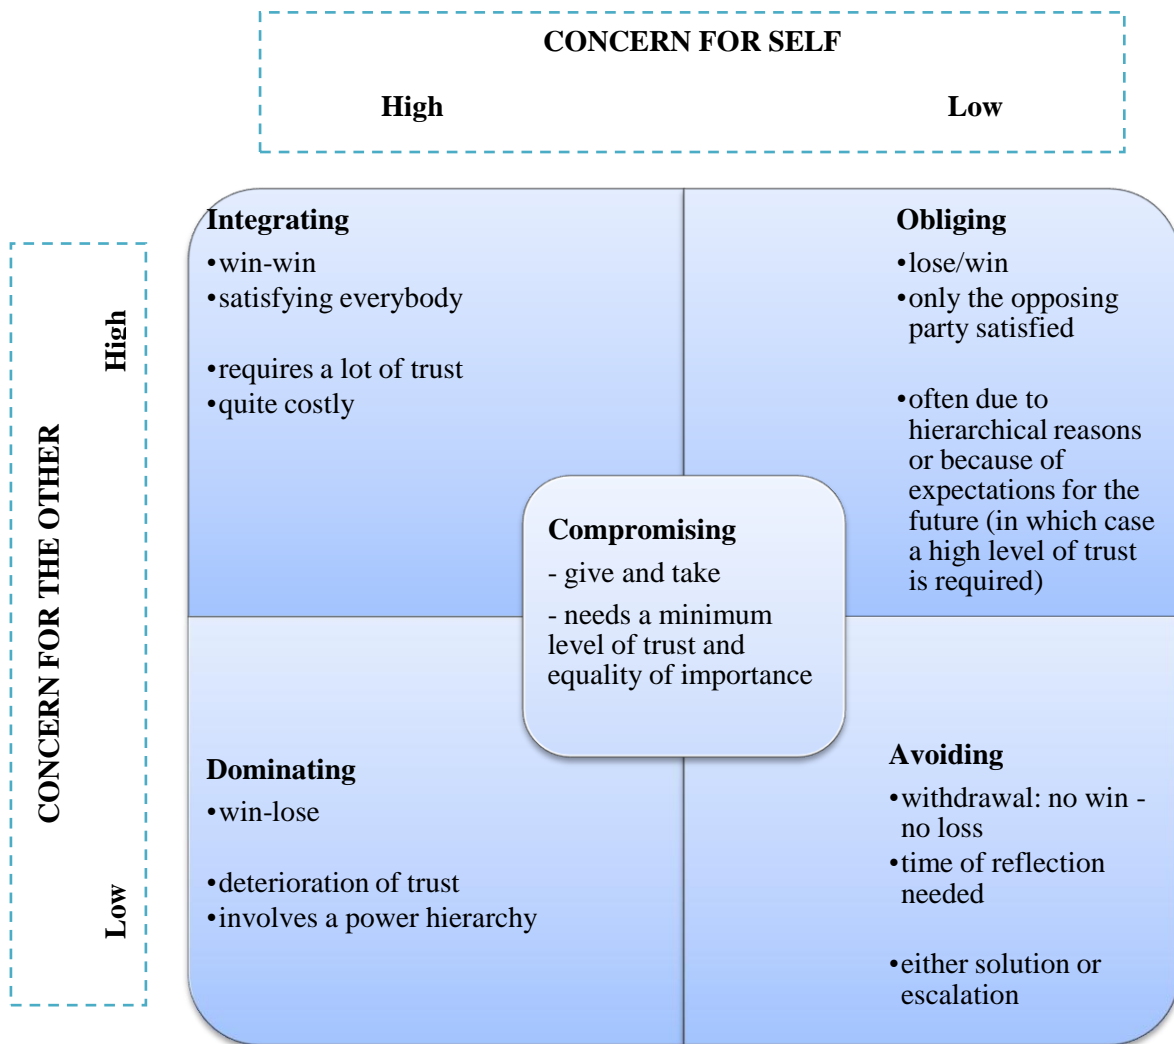 CONCERN FOR SELF
High
Low
CONCERN FOR THE OTHER
High
Low
Integrating
•win-win
•satisfying everybody
•requires a lot of trust
•quite costly
Obliging
•lose/win
•only the opposing
party satisfied
•often due to
hierarchical reasons
or because of
expectations for the
future (in which case
a high level of trust
is required)
Compromising
- give and take
- needs a minimum
level of trust and
equality of importance
Dominating
•win-lose
•deterioration of trust
•involves a power hierarchy
Avoiding
•withdrawal: no win -
no loss
•time of reflection
needed
•either solution or
escalation